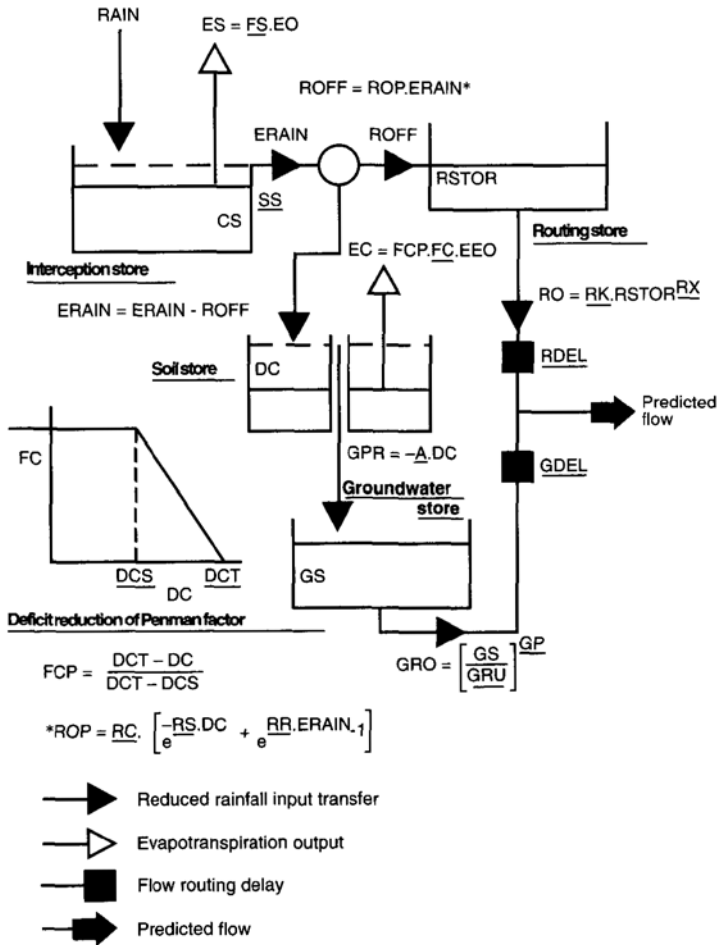 RAIN
ES = FS.EO
ROFF = ROP.ERAIN*
ERAIN
ROFF
RSTOR
CS
SS
Interception store
Routing store
EC = FCP.FC.EEO
RO = RK.RSTOR^RX
ERAIN = ERAIN - ROFF
Soil store
DC
RDEL
Predicted
flow
GPR = -A.DC
GDEL
FC
Groundwater
store
DCS
DCT
DC
GS
Deficit reduction of Penman factor
GRO = [GS/GRU]^GP
FCP = DCT - DC / DCT - DCS
*ROP = RC. [e^-RS.DC + e^RR.ERAIN-1]
Reduced rainfall input transfer
Evapotranspiration output
Flow routing delay
Predicted flow